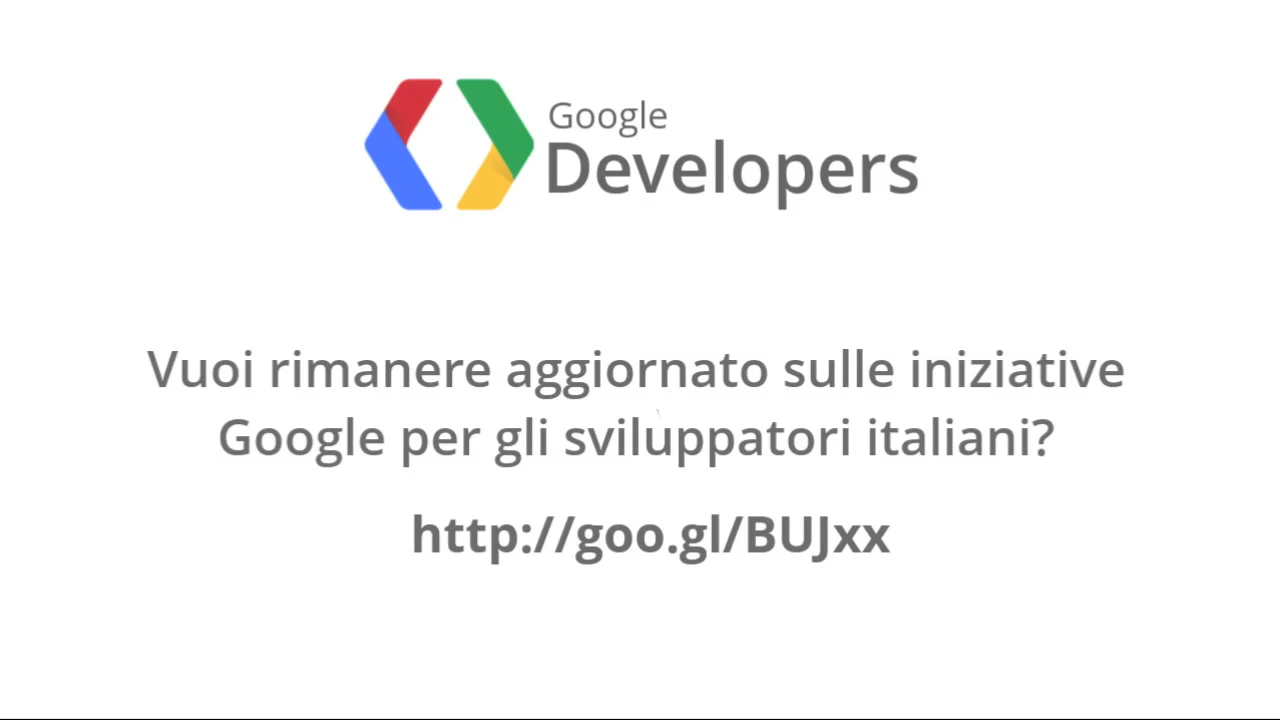 Google
Developers
Vuoi rimanere aggiornato sulle iniziative
Google per gli sviluppatori italiani?
http://goo.gl/BUJxx